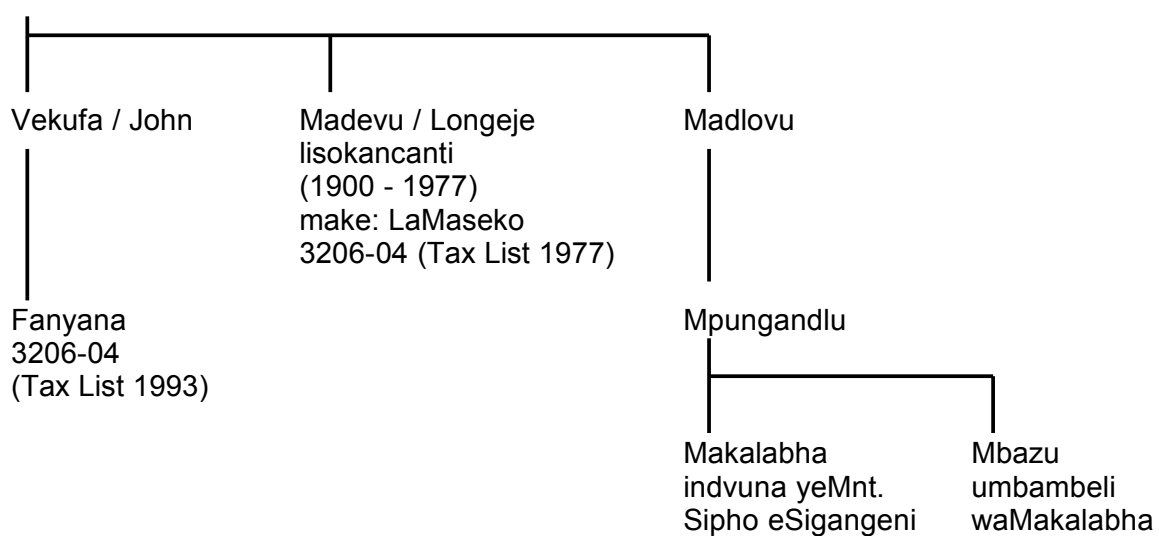 Vekufa / John
Madevu / Longeje
lisokancanti
(1900 - 1977)
make: LaMaseko
3206-04 (Tax List 1977)
Madlovu
Fanyana
3206-04
(Tax List 1993)
Mpungandlu
Makalabha
indvuna yeMnt.
Sipho eSigangeni
Mbazu
umbambeli
waMakalabha